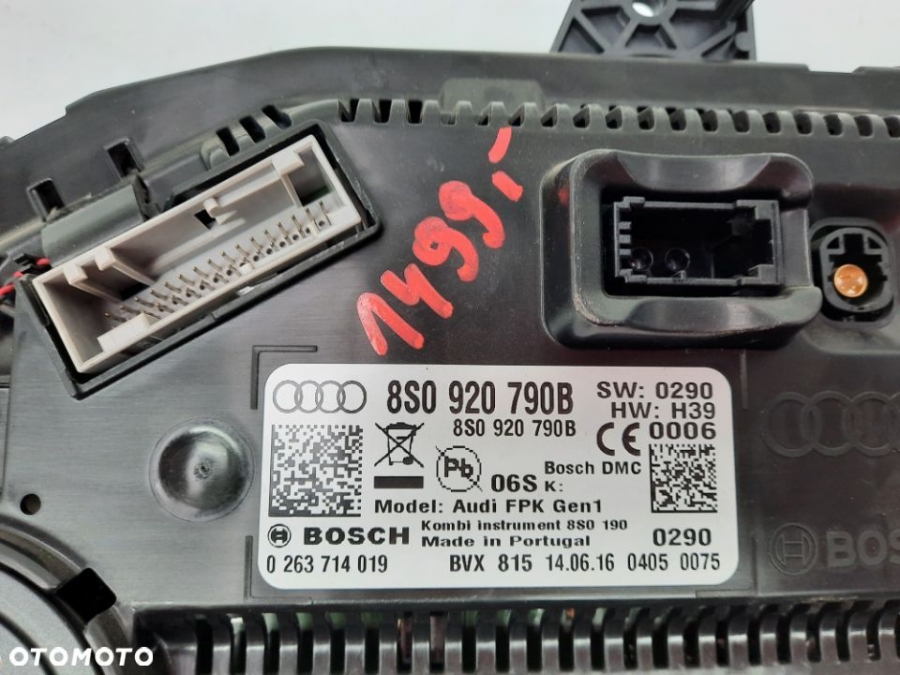 1499,-
8S0 920 790B
SW: 0290
HW: H39
8S0 920 790B
CE 0006
Pb
Bosch DMC
06S K:
Model: Audi FPK Gen1
BOSCH
Kombi instrument 8S0 190
Made in Portugal
0290
0 263 714 019
BVX 815 14.06.16 0405 0075
BOS
OTOMOTO